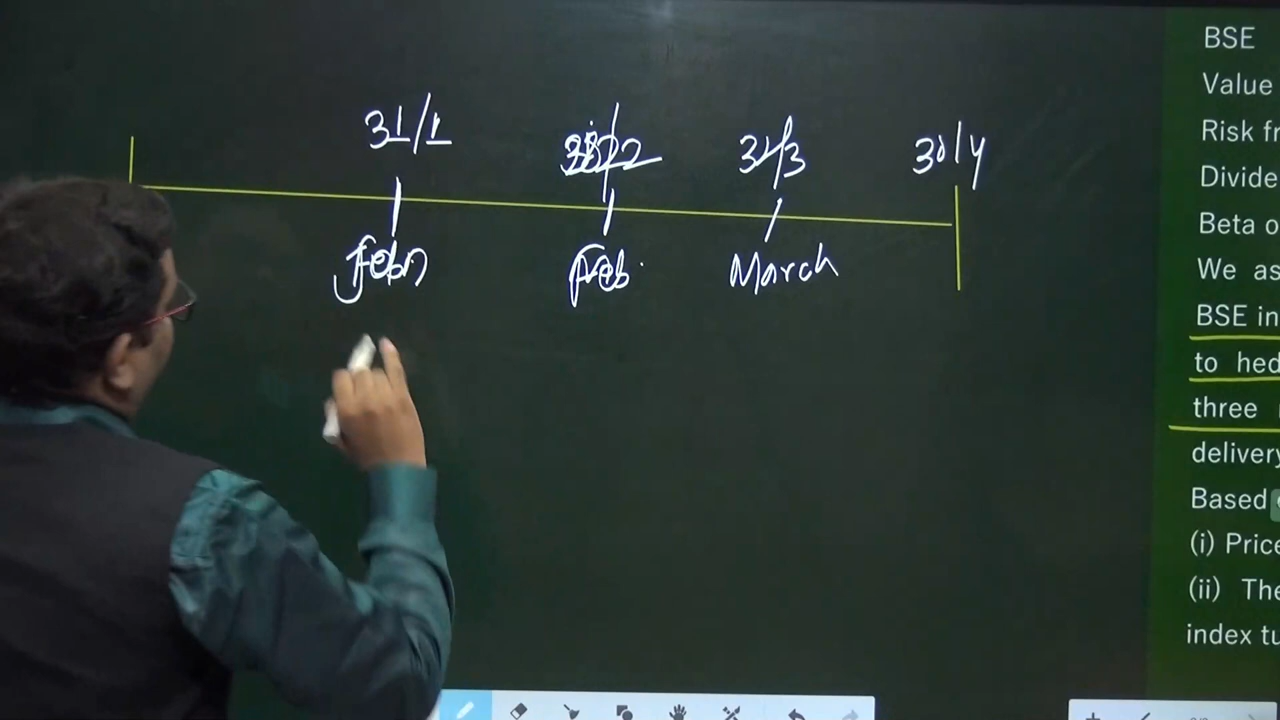 31/1
31/3
30/4
Feb
March
BSE
Value
Risk fr
Divide
Beta o
We as
BSE in
to hed
three
delivery
Based
(i) Price
(ii) The
index tu